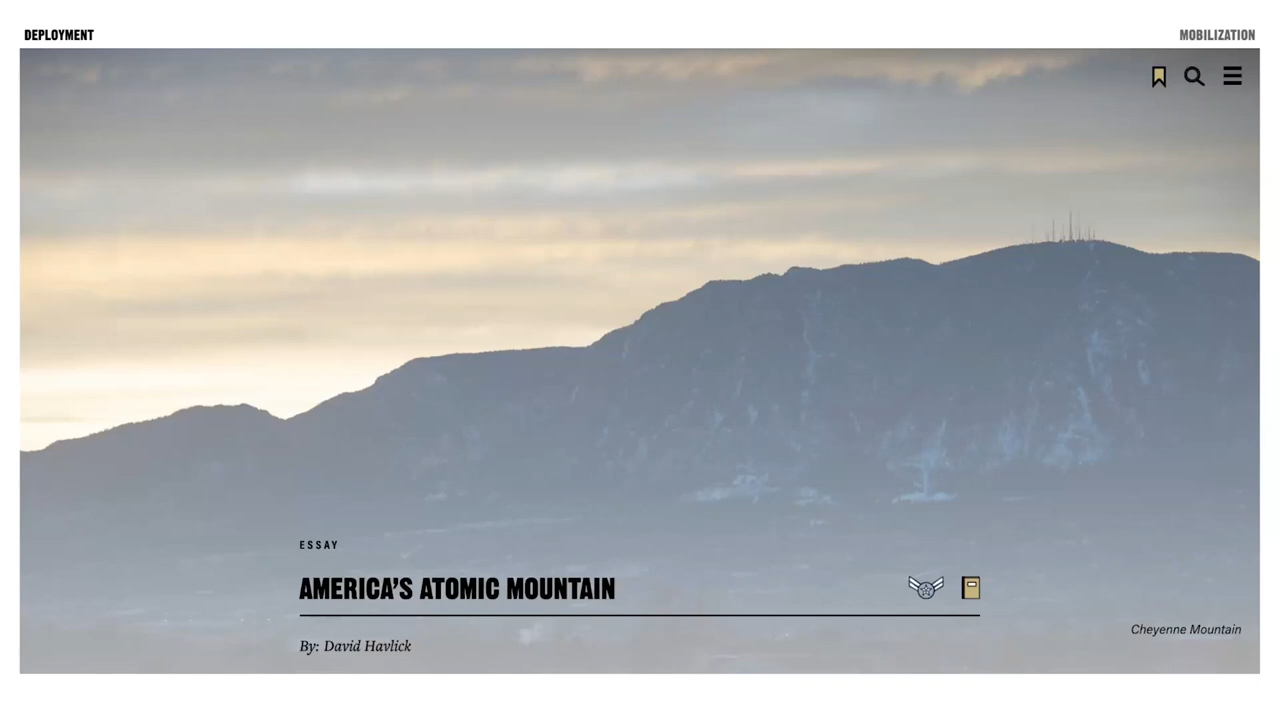 DEPLOYMENT
MOBILIZATION
ESSAY
AMERICA’S ATOMIC MOUNTAIN
By: David Havlick
Cheyenne Mountain